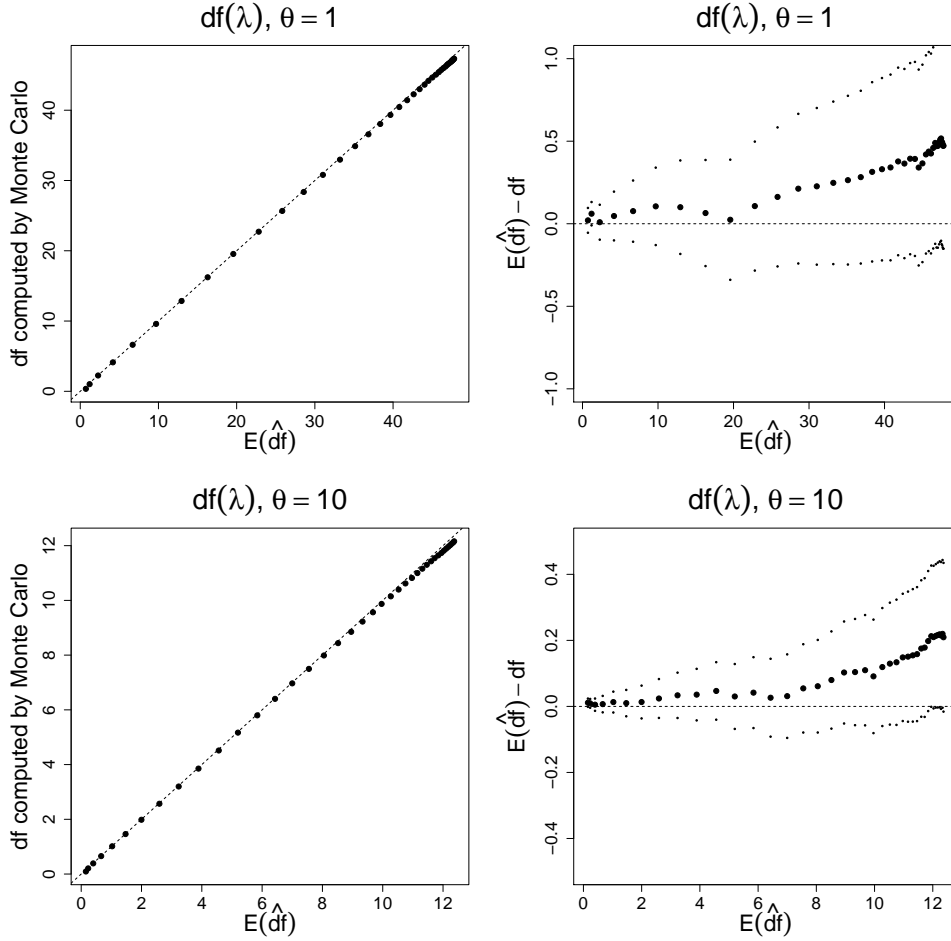 df(λ), θ = 1
df computed by Monte Carlo
0 10 20 30 40
0 10 20 30 40
E(d̂f)
df(λ), θ = 1
E(d̂f) − df
−1.0 −0.5 0.0 0.5 1.0
0 10 20 30 40
E(d̂f)
df(λ), θ = 10
df computed by Monte Carlo
0 2 4 6 8 10 12
0 2 4 6 8 10 12
E(d̂f)
df(λ), θ = 10
E(d̂f) − df
−0.4 −0.2 0.0 0.2 0.4
0 2 4 6 8 10 12
E(d̂f)